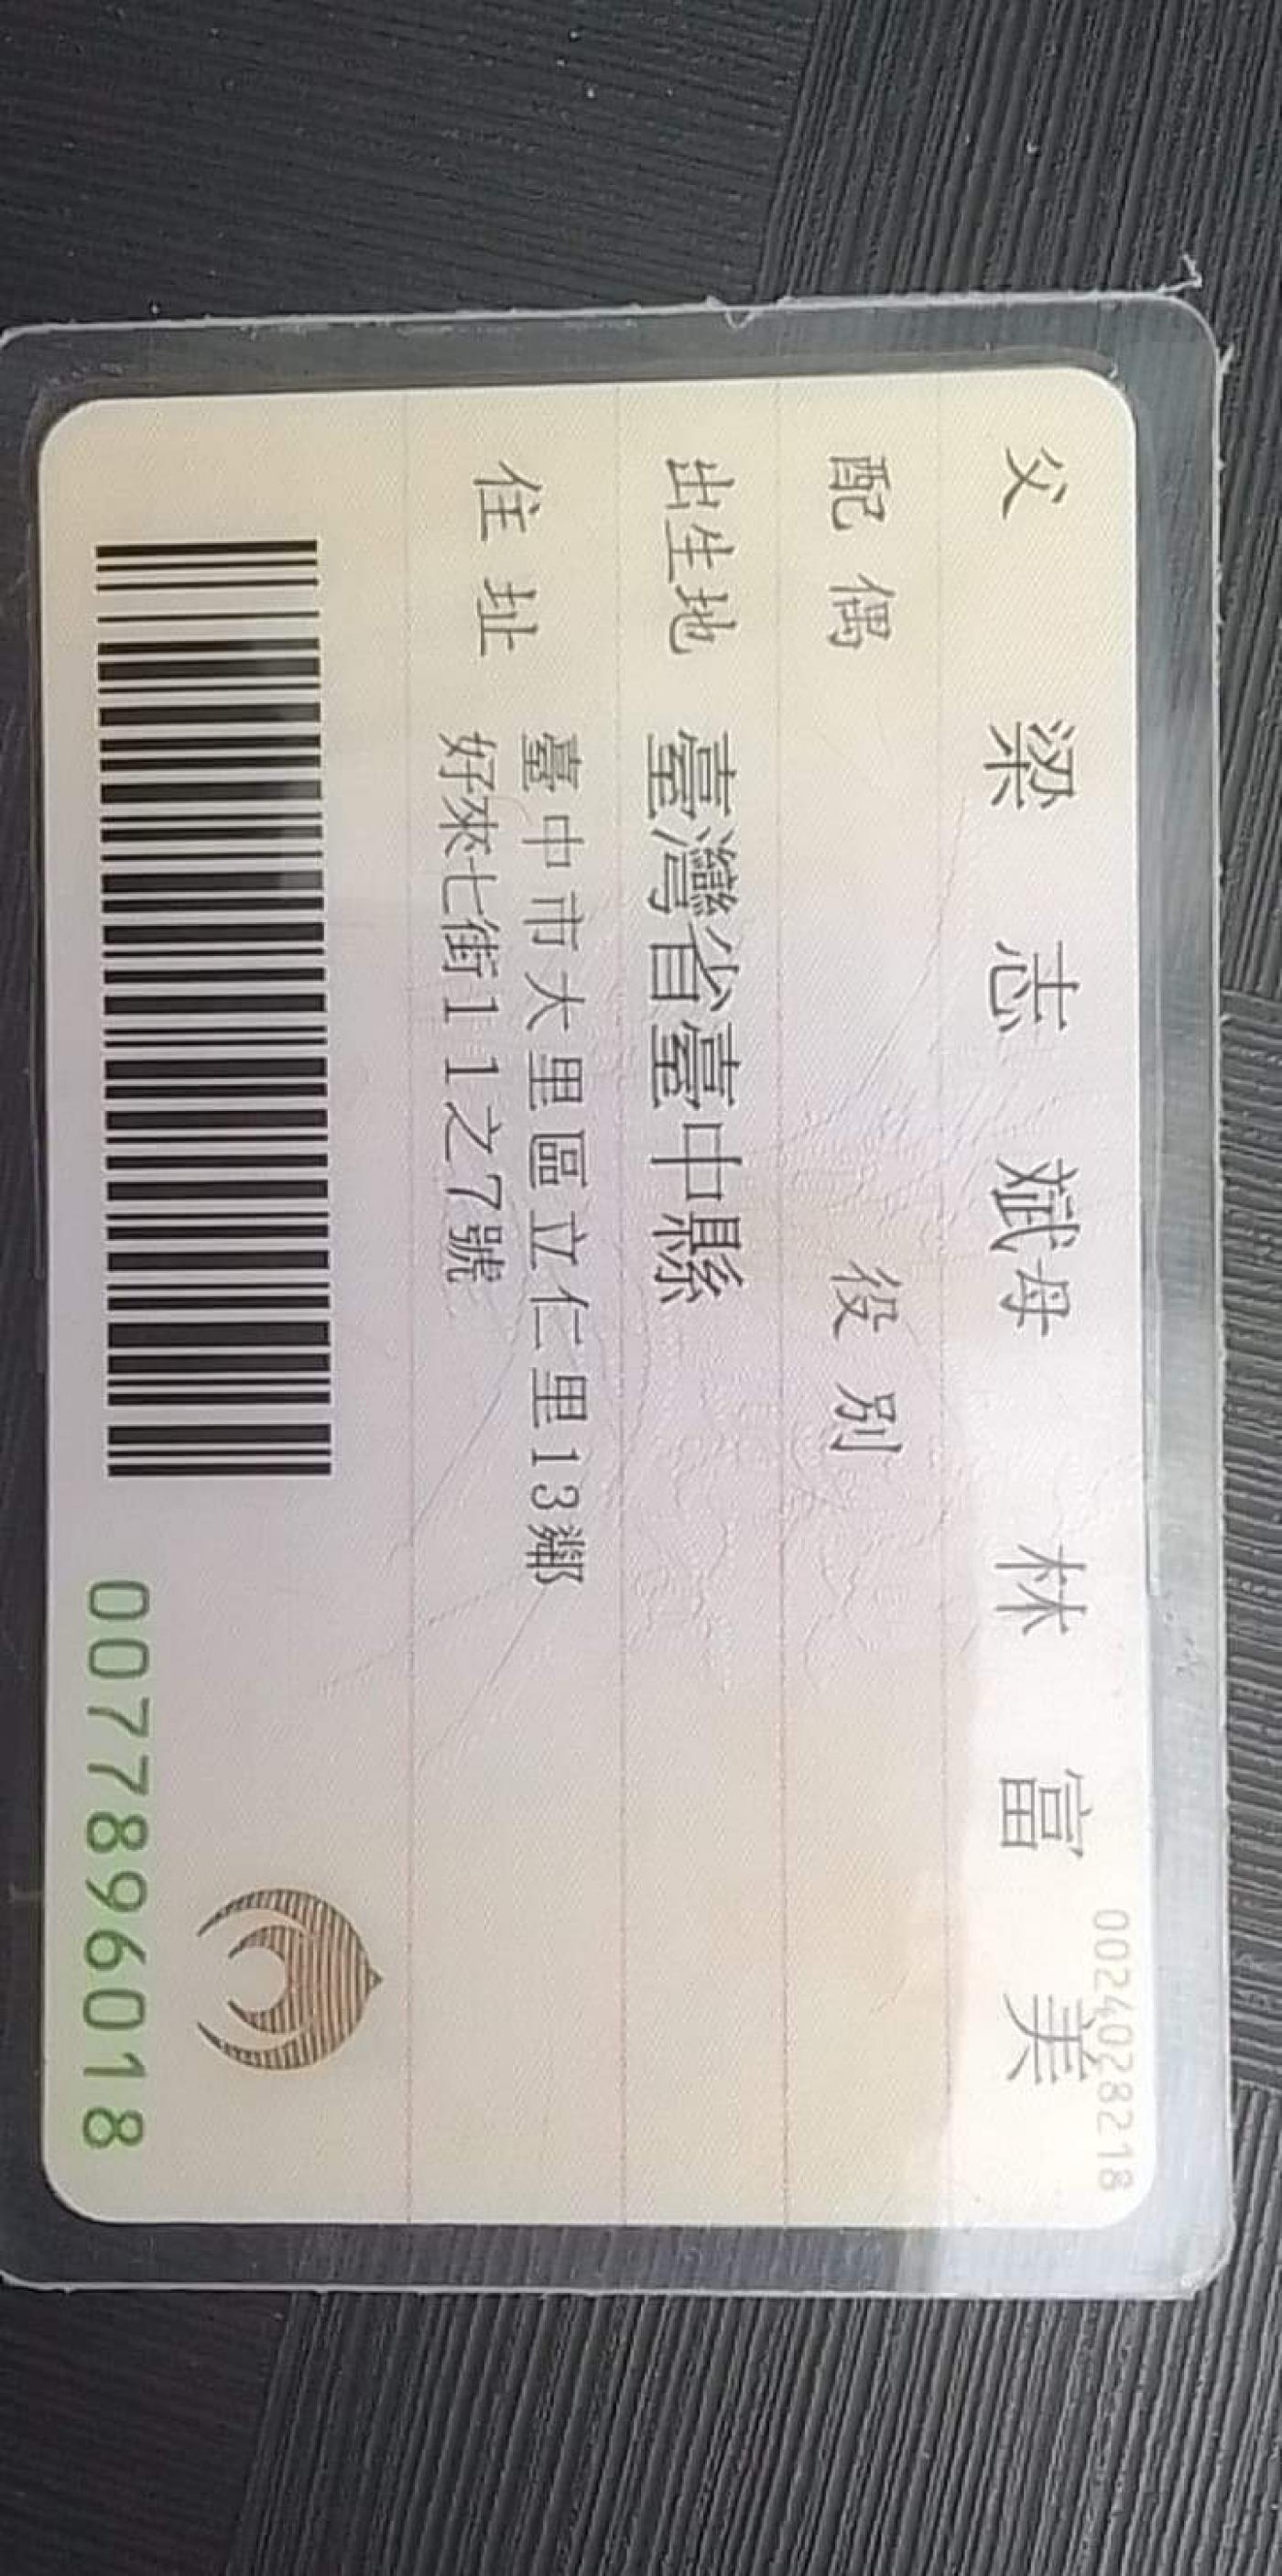 0024028218
父 梁志斌 母 林富美
配偶 役別
出生地 臺灣省臺中縣
住址 臺中市大里區立仁里13鄰
好來七街11之7號
0077896018